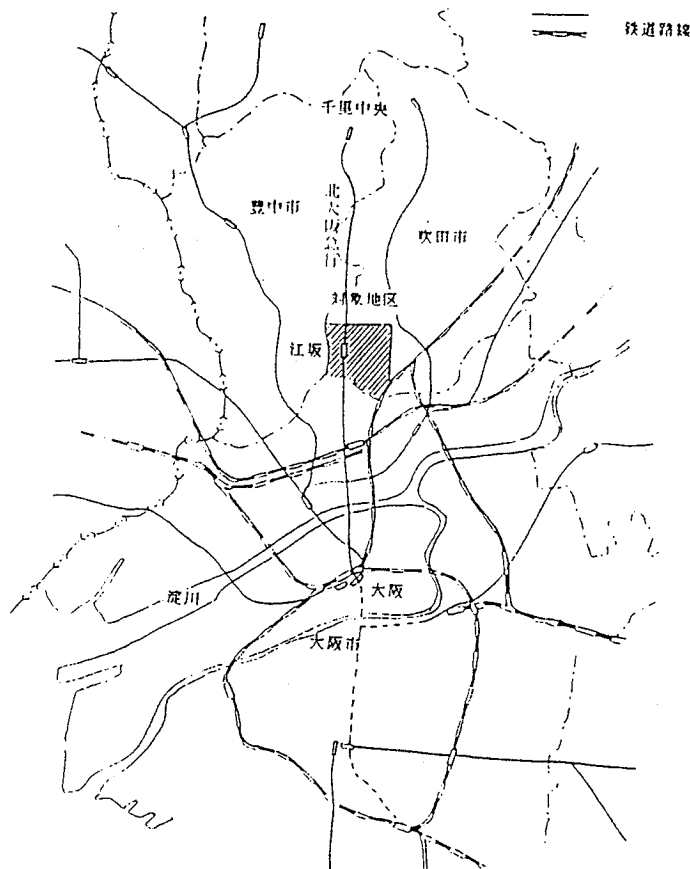 鉄道路線
千里中央
豊中市
北大阪急行
吹田市
対象地区
江坂
淀川
大阪
大阪市